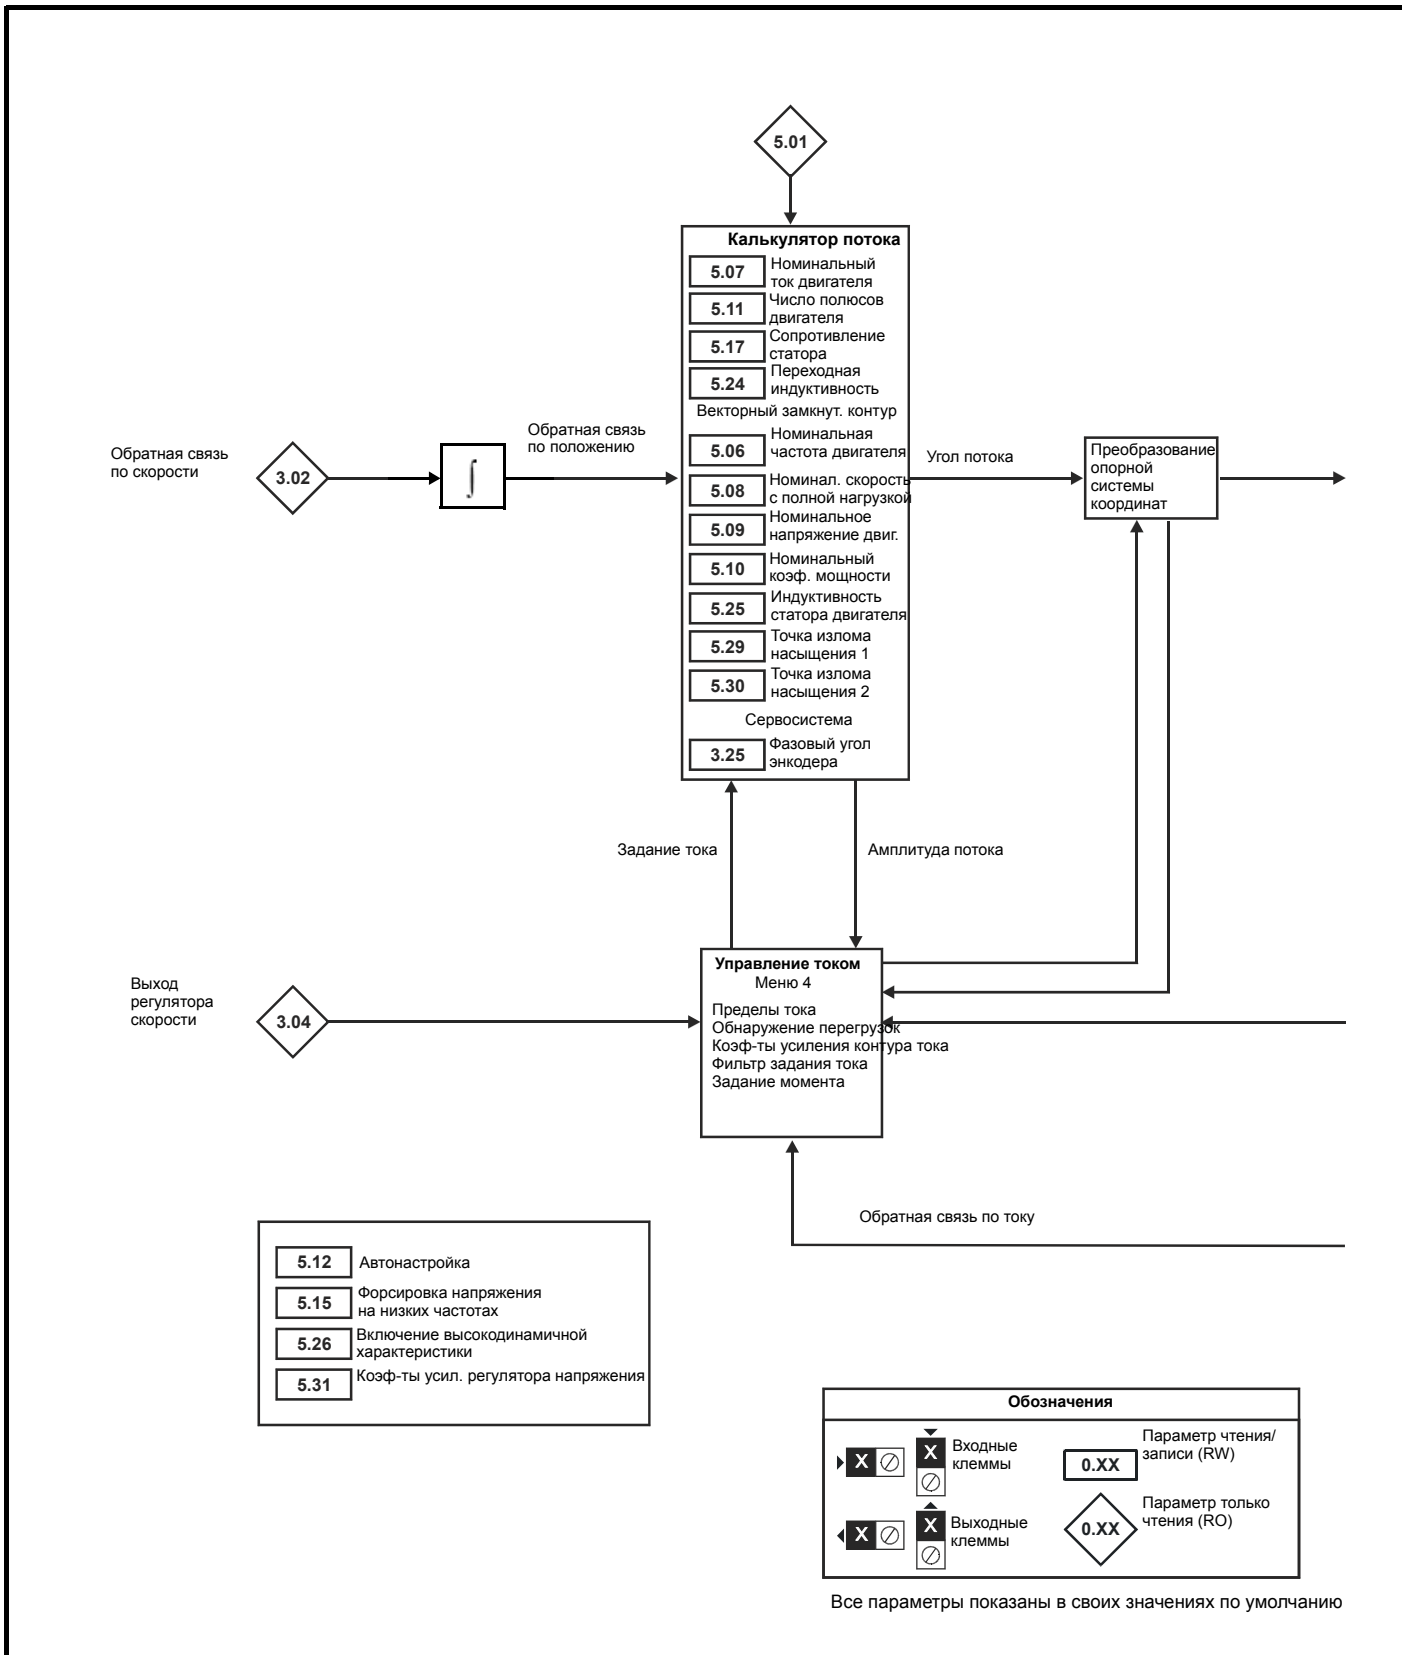 5.01
Калькулятор потока
5.07 Номинальный
ток двигателя
5.11 Число полюсов
двигателя
5.17 Сопротивление
статора
5.24 Переходная
индуктивность
Векторный замкнут. контур
5.06 Номинальная
частота двигателя
5.08 Номинал. скорость
с полной нагрузкой
5.09 Номинальное
напряжение двиг.
5.10 Номинальный
коэф. мощности
5.25 Индуктивность
статора двигателя
5.29 Точка излома
насыщения 1
5.30 Точка излома
насыщения 2
Сервосистема
3.25 Фазовый угол
энкодера
Обратная связь
по скорости
3.02
∫
Обратная связь
по положению
Угол потока
Преобразование
опорной
системы
координат
Задание тока
Амплитуда потока
Выход
регулятора
скорости
3.04
Управление током
Меню 4
Пределы тока
Обнаружение перегрузок
Коэф-ты усиления контура тока
Фильтр задания тока
Задание момента
Обратная связь по току
5.12 Автонастройка
5.15 Форсировка напряжения
на низких частотах
5.26 Включение высокодинамичной
характеристики
5.31 Коэф-ты усил. регулятора напряжения
Обозначения
X X Входные
клеммы
0.XX Параметр чтения/
записи (RW)
X X Выходные
клеммы
0.XX Параметр только
чтения (RO)
Все параметры показаны в своих значениях по умолчанию